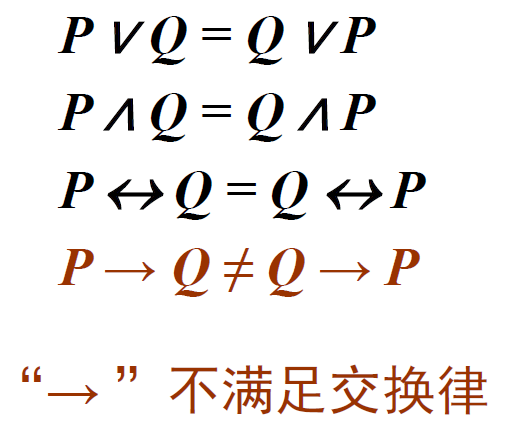 P ∨ Q = Q ∨ P
P ∧ Q = Q ∧ P
P ↔ Q = Q ↔ P
P → Q ≠ Q → P
“→ ” 不满足交换律